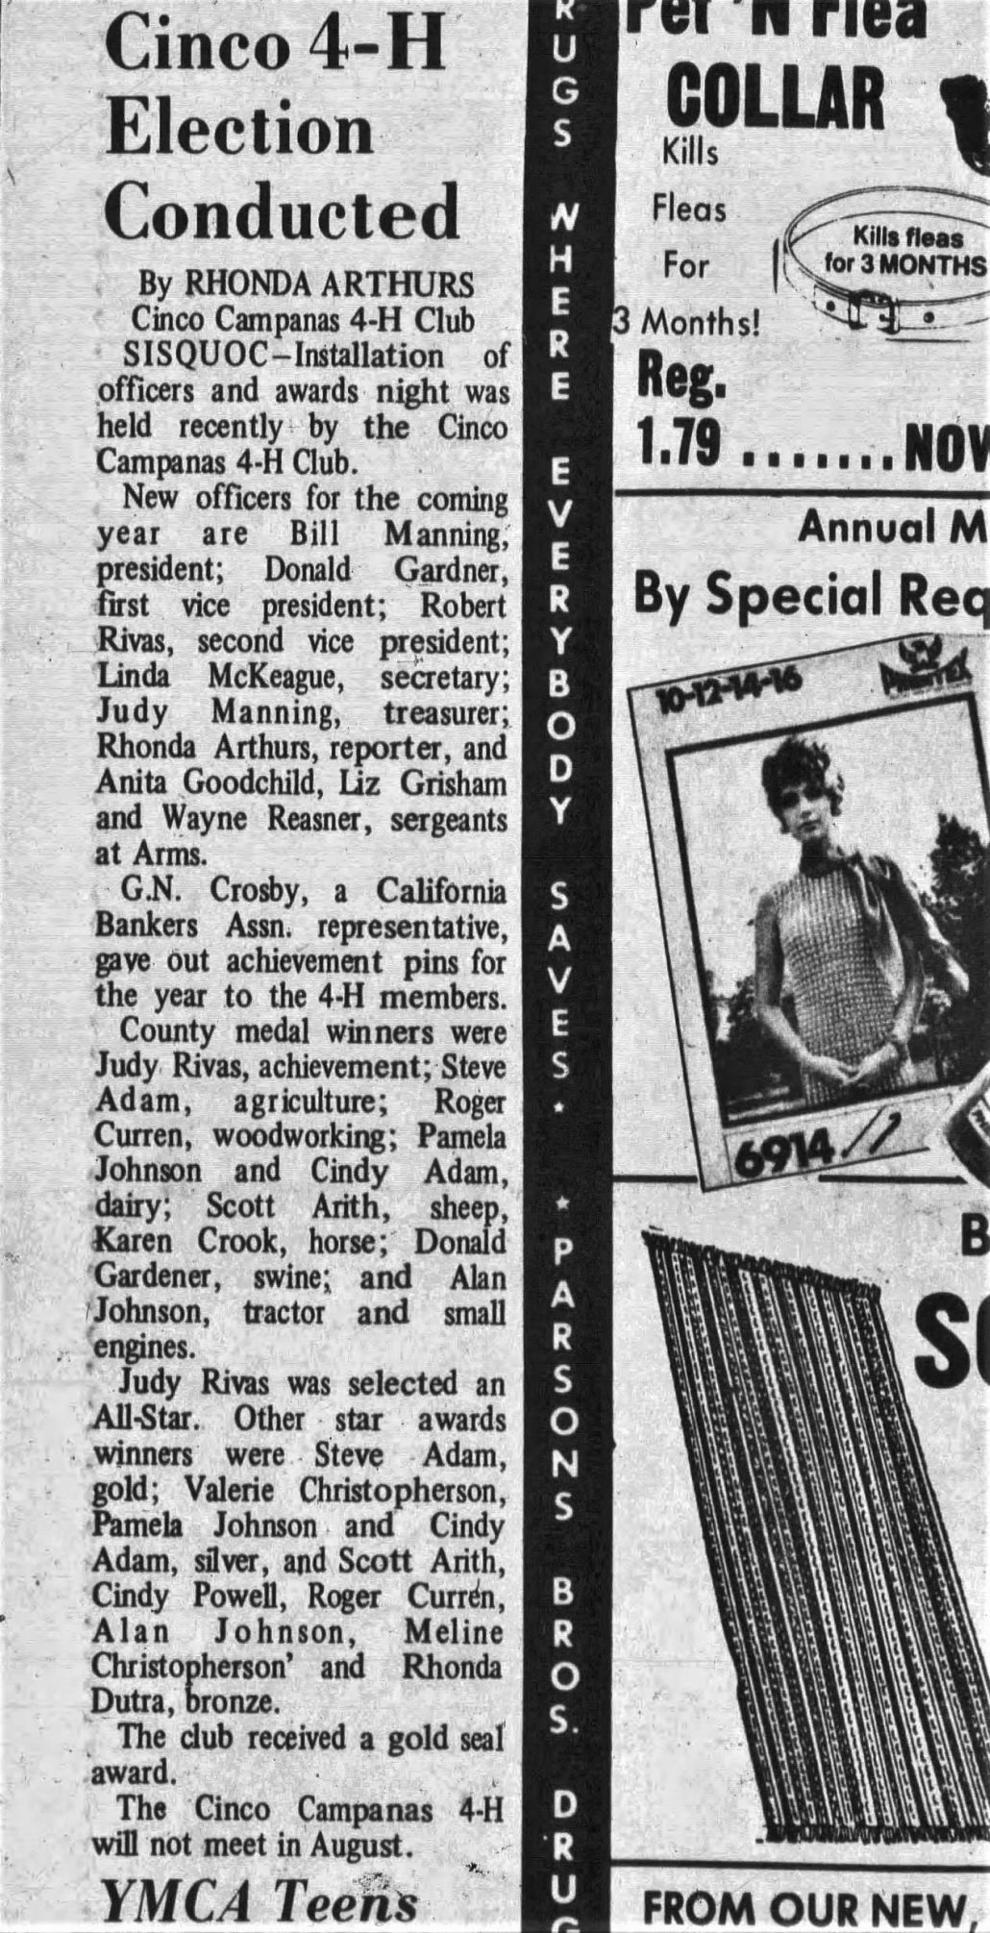 Cinco 4-H
Election
Conducted
By RHONDA ARTHURS
Cinco Campanas 4-H Club
SISQUOC—Installation of
officers and awards night was
held recently by the Cinco
Campanas 4-H Club.
New officers for the coming
year are Bill Manning,
president; Donald Gardner,
first vice president; Robert
Rivas, second vice president;
Linda McKeague, secretary;
Judy Manning, treasurer;
Rhonda Arthurs, reporter, and
Anita Goodchild, Liz Grisham
and Wayne Reasner, sergeants
at Arms.
G.N. Crosby, a California
Bankers Assn. representative,
gave out achievement pins for
the year to the 4-H members.
County medal winners were
Judy Rivas, achievement; Steve
Adam, agriculture; Roger
Curren, woodworking; Pamela
Johnson and Cindy Adam,
dairy; Scott Arith, sheep,
Karen Crook, horse; Donald
Gardener, swine; and Alan
Johnson, tractor and small
engines.
Judy Rivas was selected an
All-Star. Other star awards
winners were Steve Adam,
gold; Valerie Christopherson,
Pamela Johnson and Cindy
Adam, silver, and Scott Arith,
Cindy Powell, Roger Curren,
Alan Johnson, Meline
Christopherson and Rhonda
Dutra, bronze.
The club received a gold seal
award.
The Cinco Campanas 4-H
will not meet in August.
YMCA Teens
RUGS WHERE EVERYBODY SAVES · ★ PARSONS BROS. DRUG
Pet 'N Flea
COLLAR
Kills
Fleas
For
3 Months!
Kills fleas
for 3 MONTHS
Reg.
1.79 ....... NOW
Annual M
By Special Req
10-12-14-16
6914
B
SC
FROM OUR NEW,